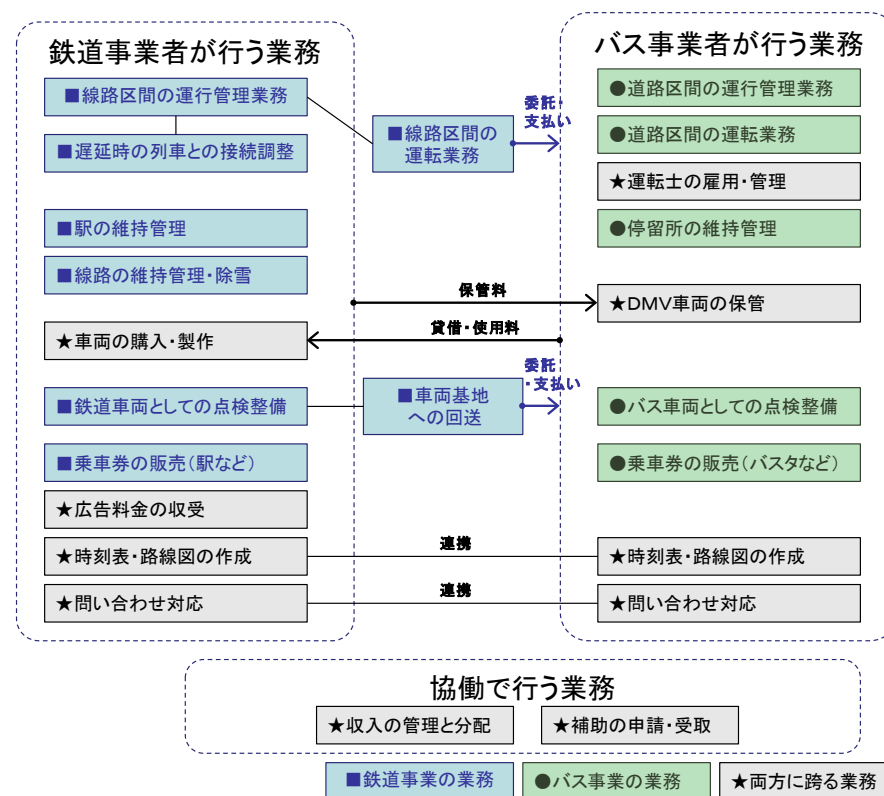 鉄道事業者が行う業務
■線路区間の運行管理業務
■遅延時の列車との接続調整
■駅の維持管理
■線路の維持管理・除雪
★車両の購入・製作
■鉄道車両としての点検整備
■乗車券の販売(駅など)
★広告料金の収受
★時刻表・路線図の作成
★問い合わせ対応
■線路区間の
運転業務
委託・
支払い
保管料
貸借・使用料
■車両基地
への回送
委託
・支払い
連携
連携
バス事業者が行う業務
●道路区間の運行管理業務
●道路区間の運転業務
★運転士の雇用・管理
●停留所の維持管理
★DMV車両の保管
●バス車両としての点検整備
●乗車券の販売(バスタなど)
★時刻表・路線図の作成
★問い合わせ対応
協働で行う業務
★収入の管理と分配
★補助の申請・受取
■鉄道事業の業務
●バス事業の業務
★両方に跨る業務